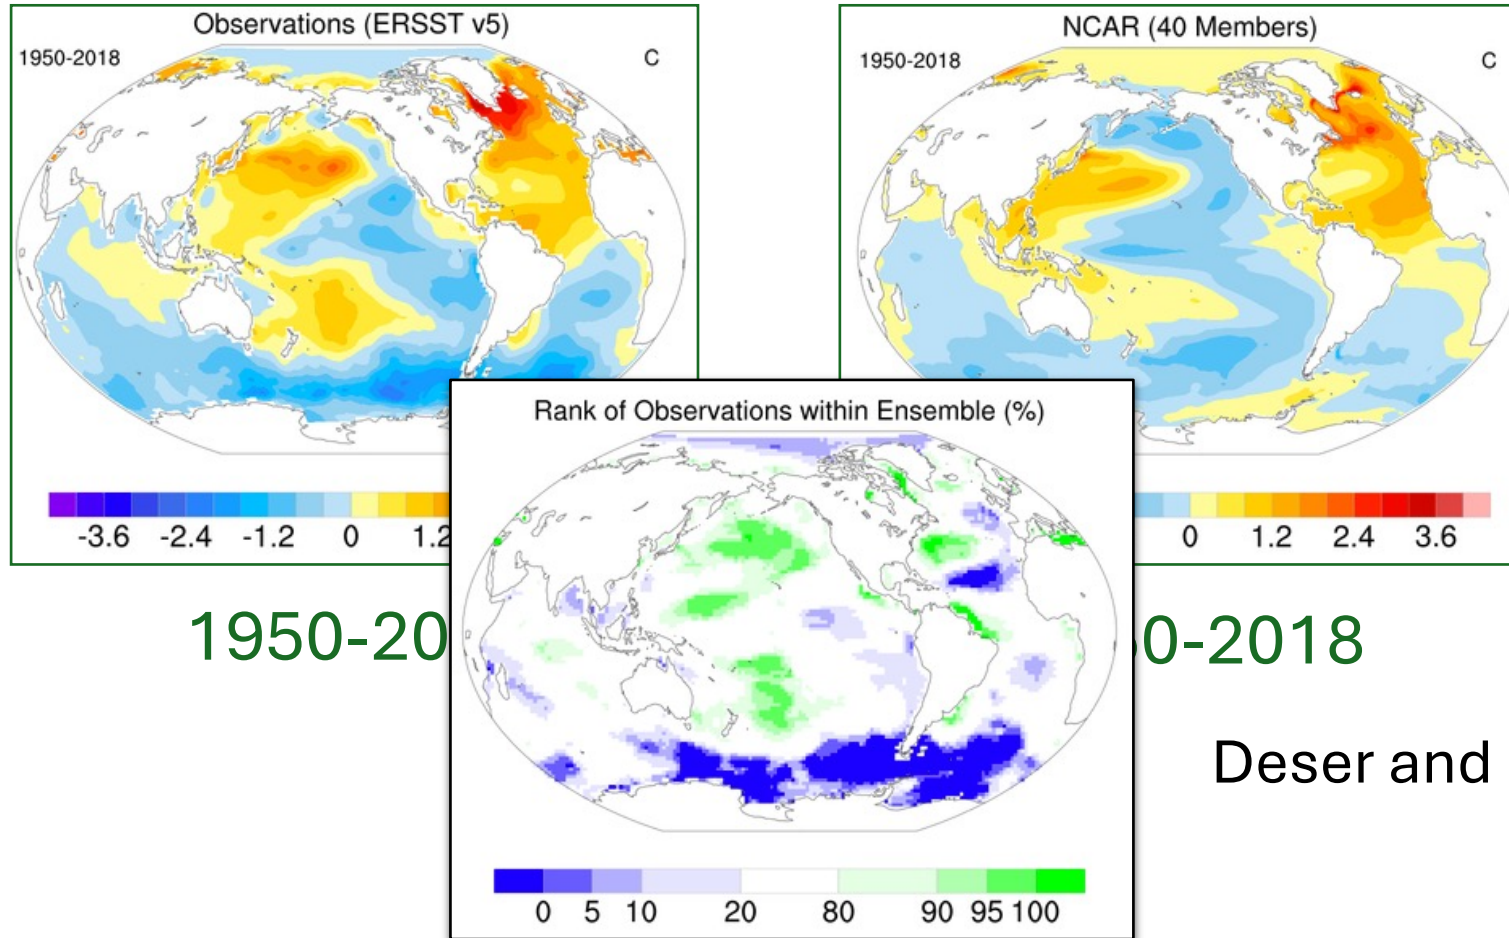 Observations (ERSST v5)
1950-2018
C
-3.6 -2.4 -1.2 0 1.2
NCAR (40 Members)
1950-2018
C
0 1.2 2.4 3.6
Rank of Observations within Ensemble (%)
0 5 10 20 80 90 95 100
1950-20
0-2018
Deser and